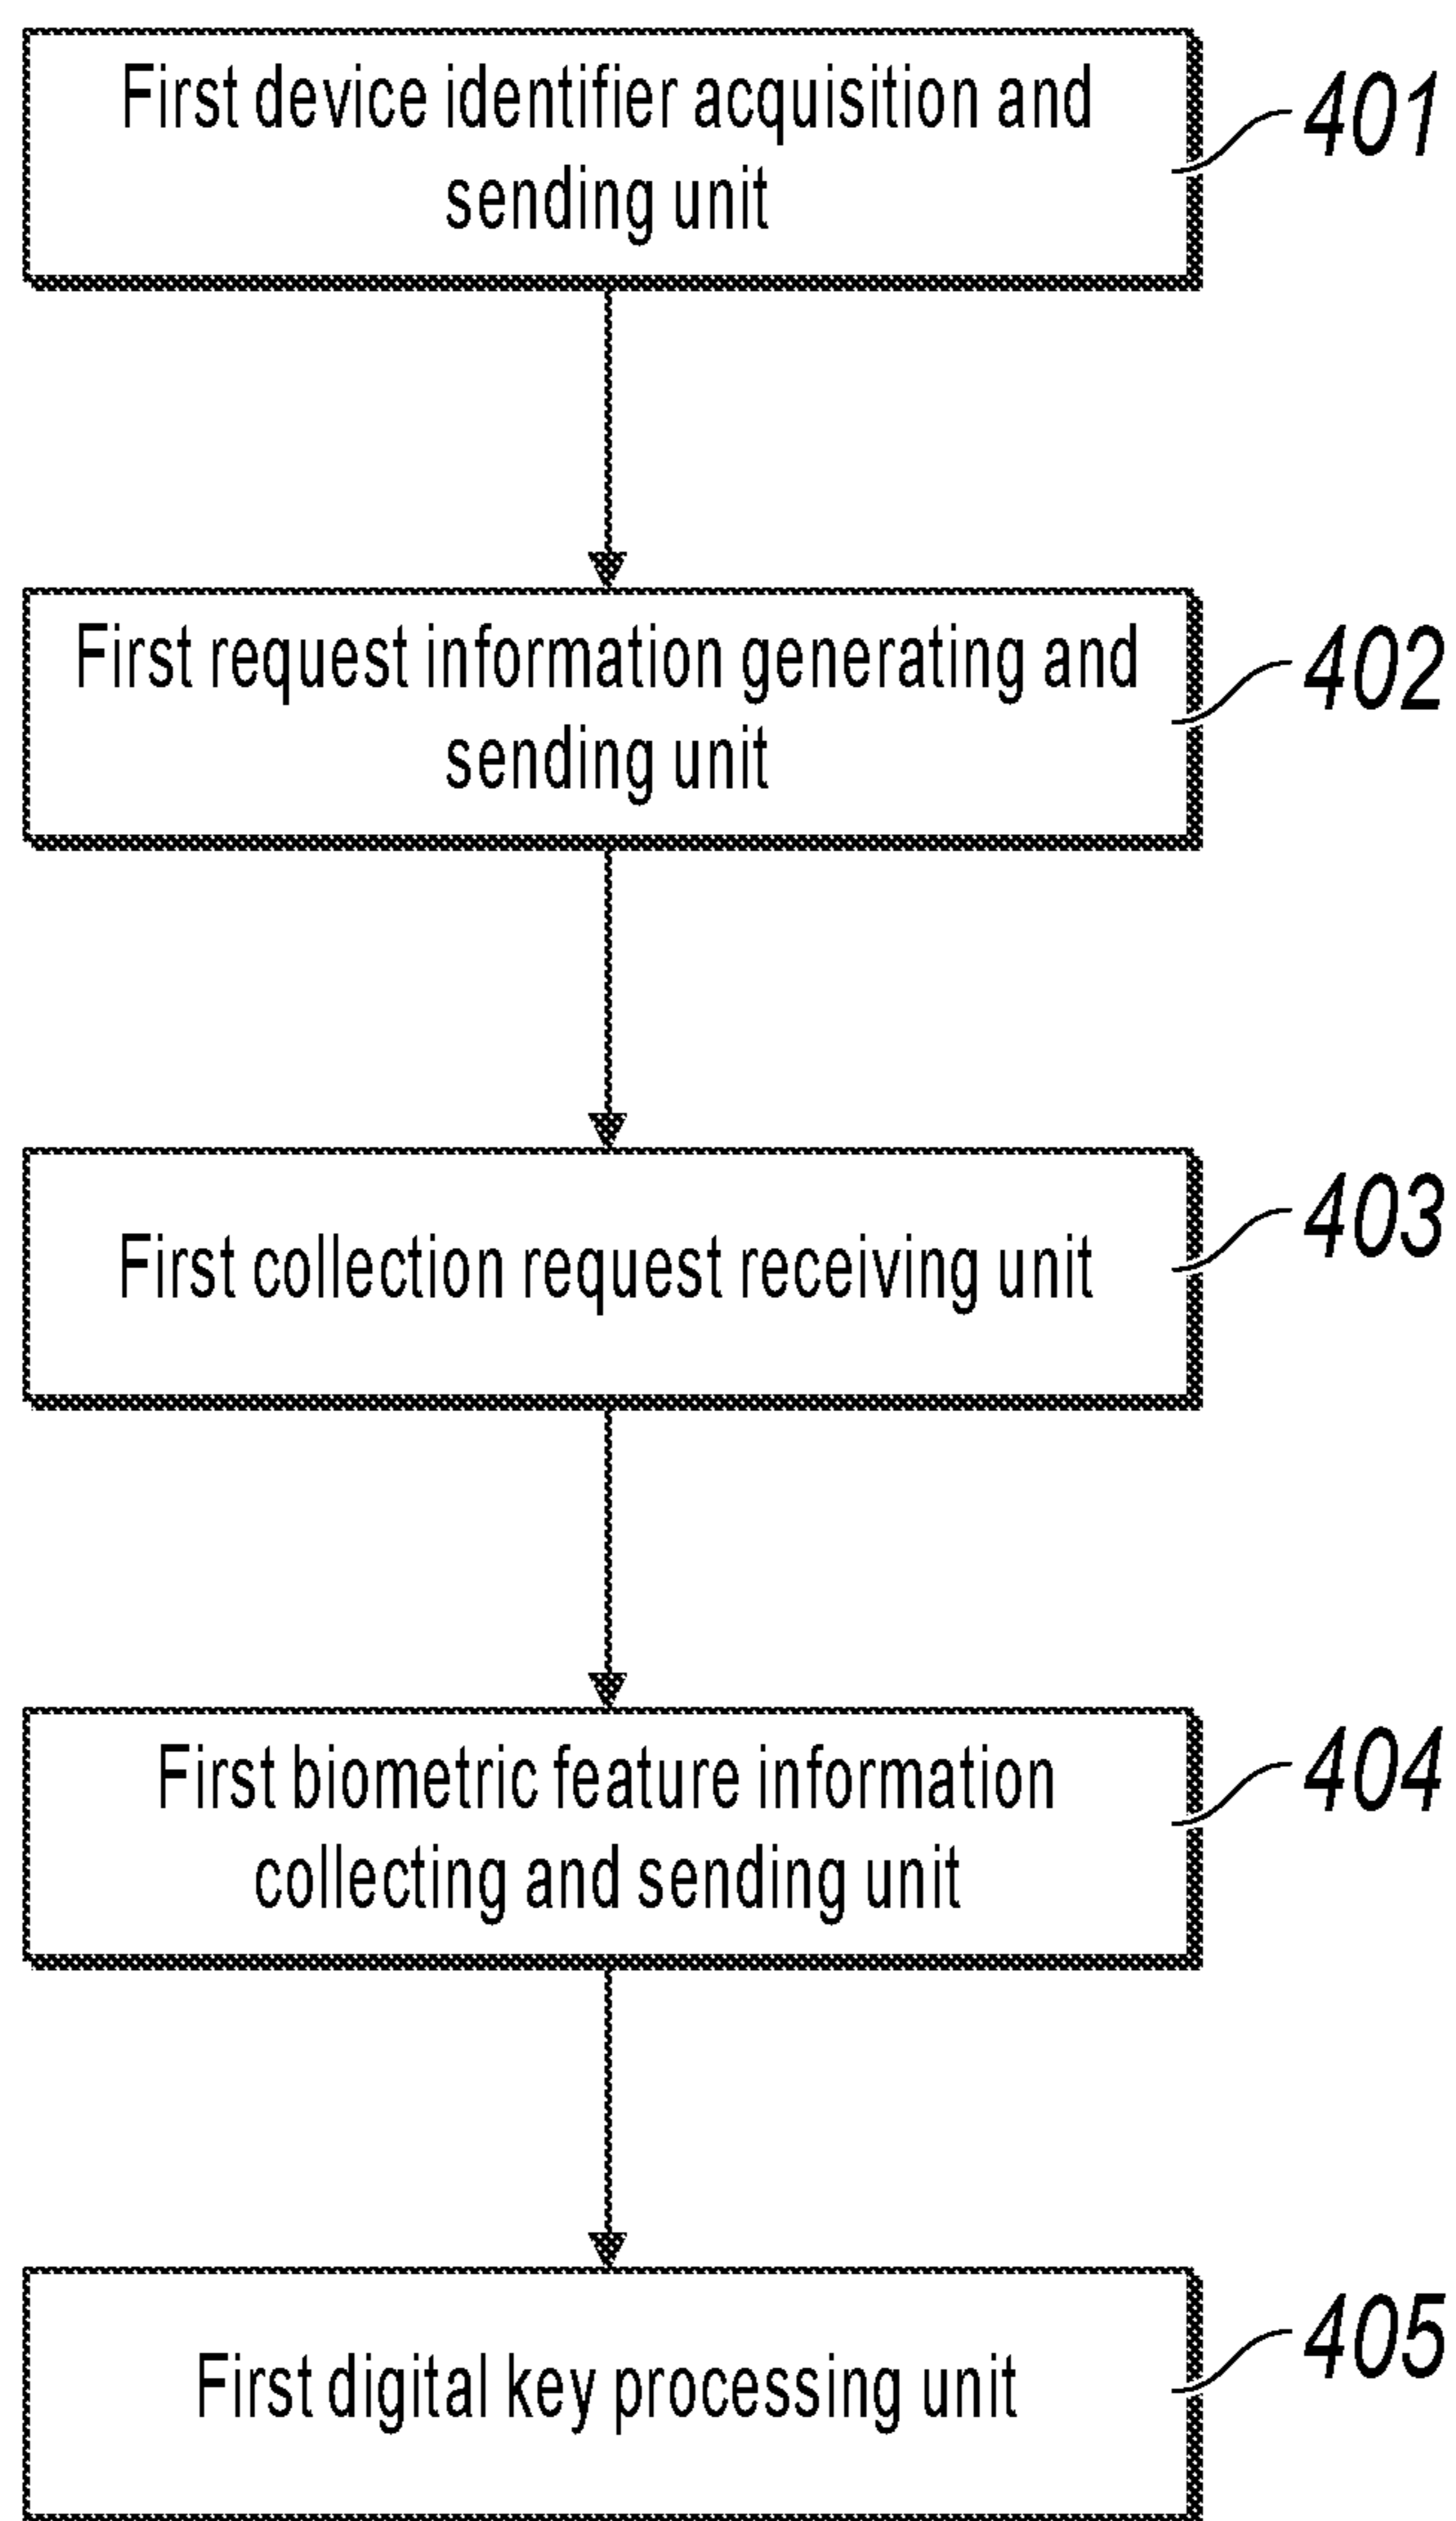 First device identifier acquisition and
sending unit
401
First request information generating and
sending unit
402
First collection request receiving unit
403
First biometric feature information
collecting and sending unit
404
First digital key processing unit
405